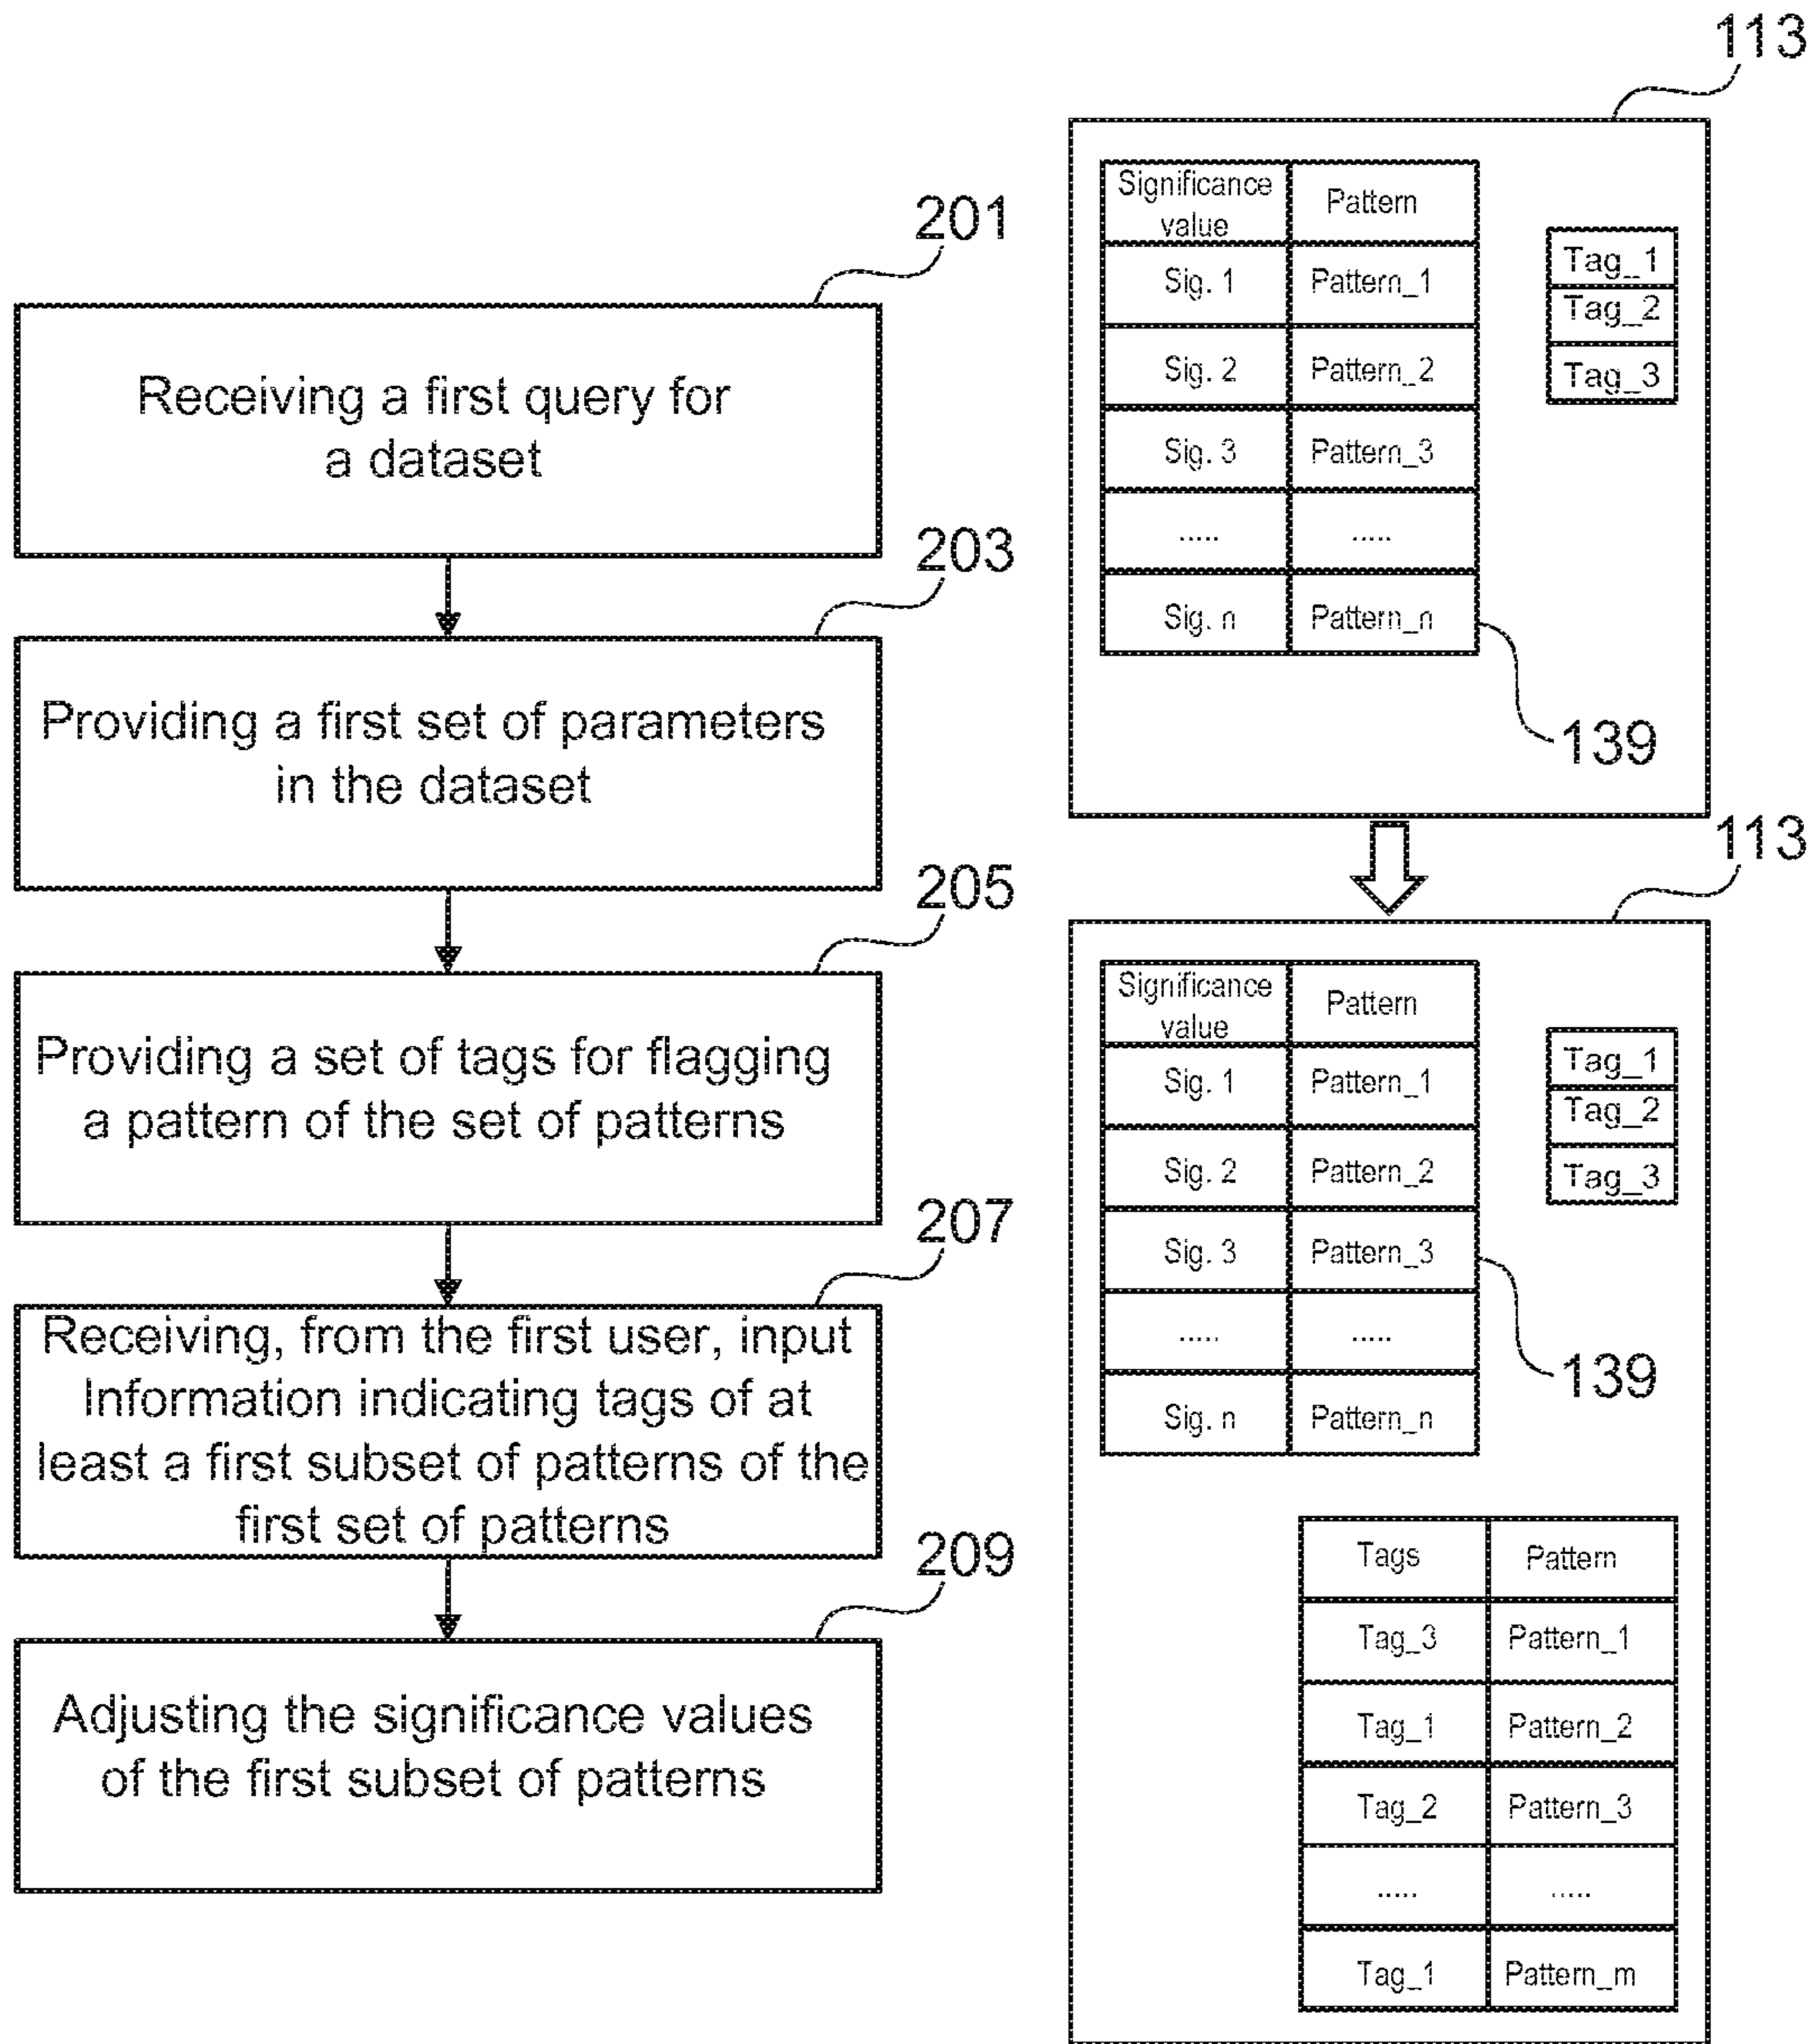 201
Receiving a first query for
a dataset
203
Providing a first set of parameters
in the dataset
205
Providing a set of tags for flagging
a pattern of the set of patterns
207
Receiving, from the first user, input
Information indicating tags of at
least a first subset of patterns of the
first set of patterns
209
Adjusting the significance values
of the first subset of patterns
113
Significance
value
Pattern
Sig. 1
Pattern_1
Sig. 2
Pattern_2
Sig. 3
Pattern_3
.....
.....
Sig. n
Pattern_n
Tag_1
Tag_2
Tag_3
139
113
Significance
value
Pattern
Sig. 1
Pattern_1
Sig. 2
Pattern_2
Sig. 3
Pattern_3
.....
.....
Sig. n
Pattern_n
Tag_1
Tag_2
Tag_3
139
Tags
Pattern
Tag_3
Pattern_1
Tag_1
Pattern_2
Tag_2
Pattern_3
.....
.....
Tag_1
Pattern_m